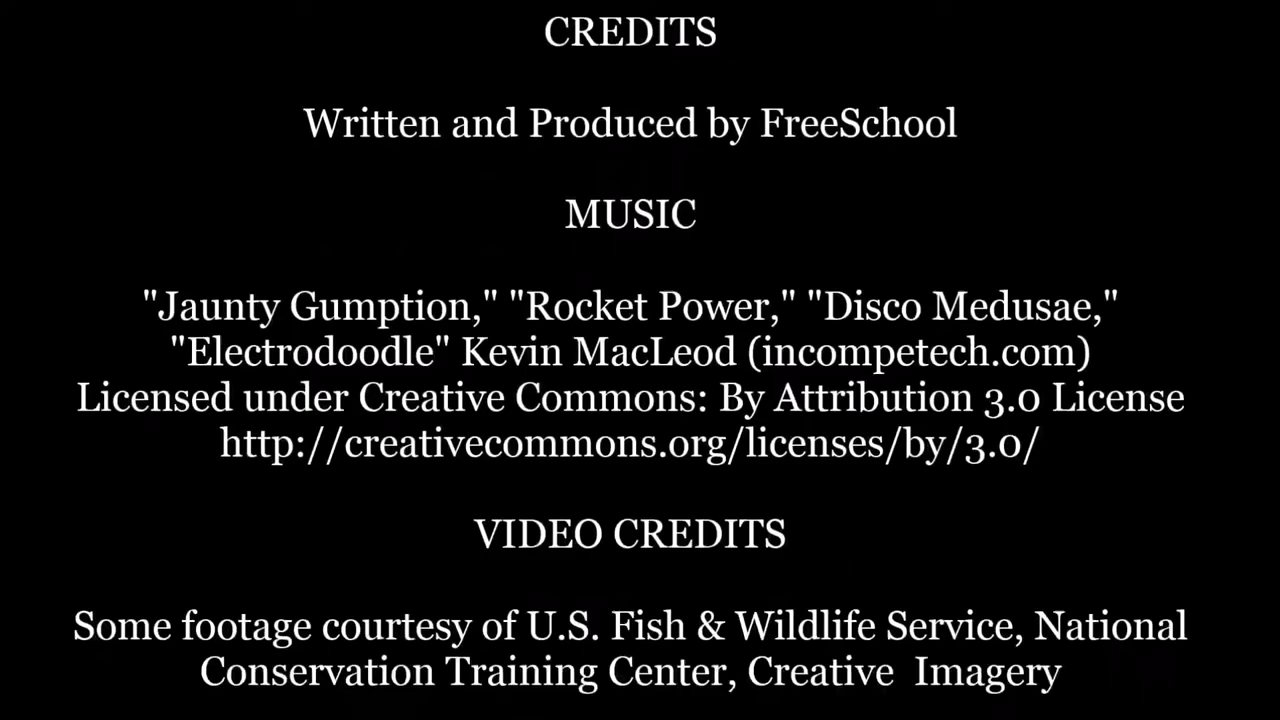 CREDITS
Written and Produced by FreeSchool
MUSIC
"Jaunty Gumption," "Rocket Power," "Disco Medusae,"
"Electrodoodle" Kevin MacLeod (incompetech.com)
Licensed under Creative Commons: By Attribution 3.0 License
http://creativecommons.org/licenses/by/3.0/
VIDEO CREDITS
Some footage courtesy of U.S. Fish & Wildlife Service, National
Conservation Training Center, Creative  Imagery